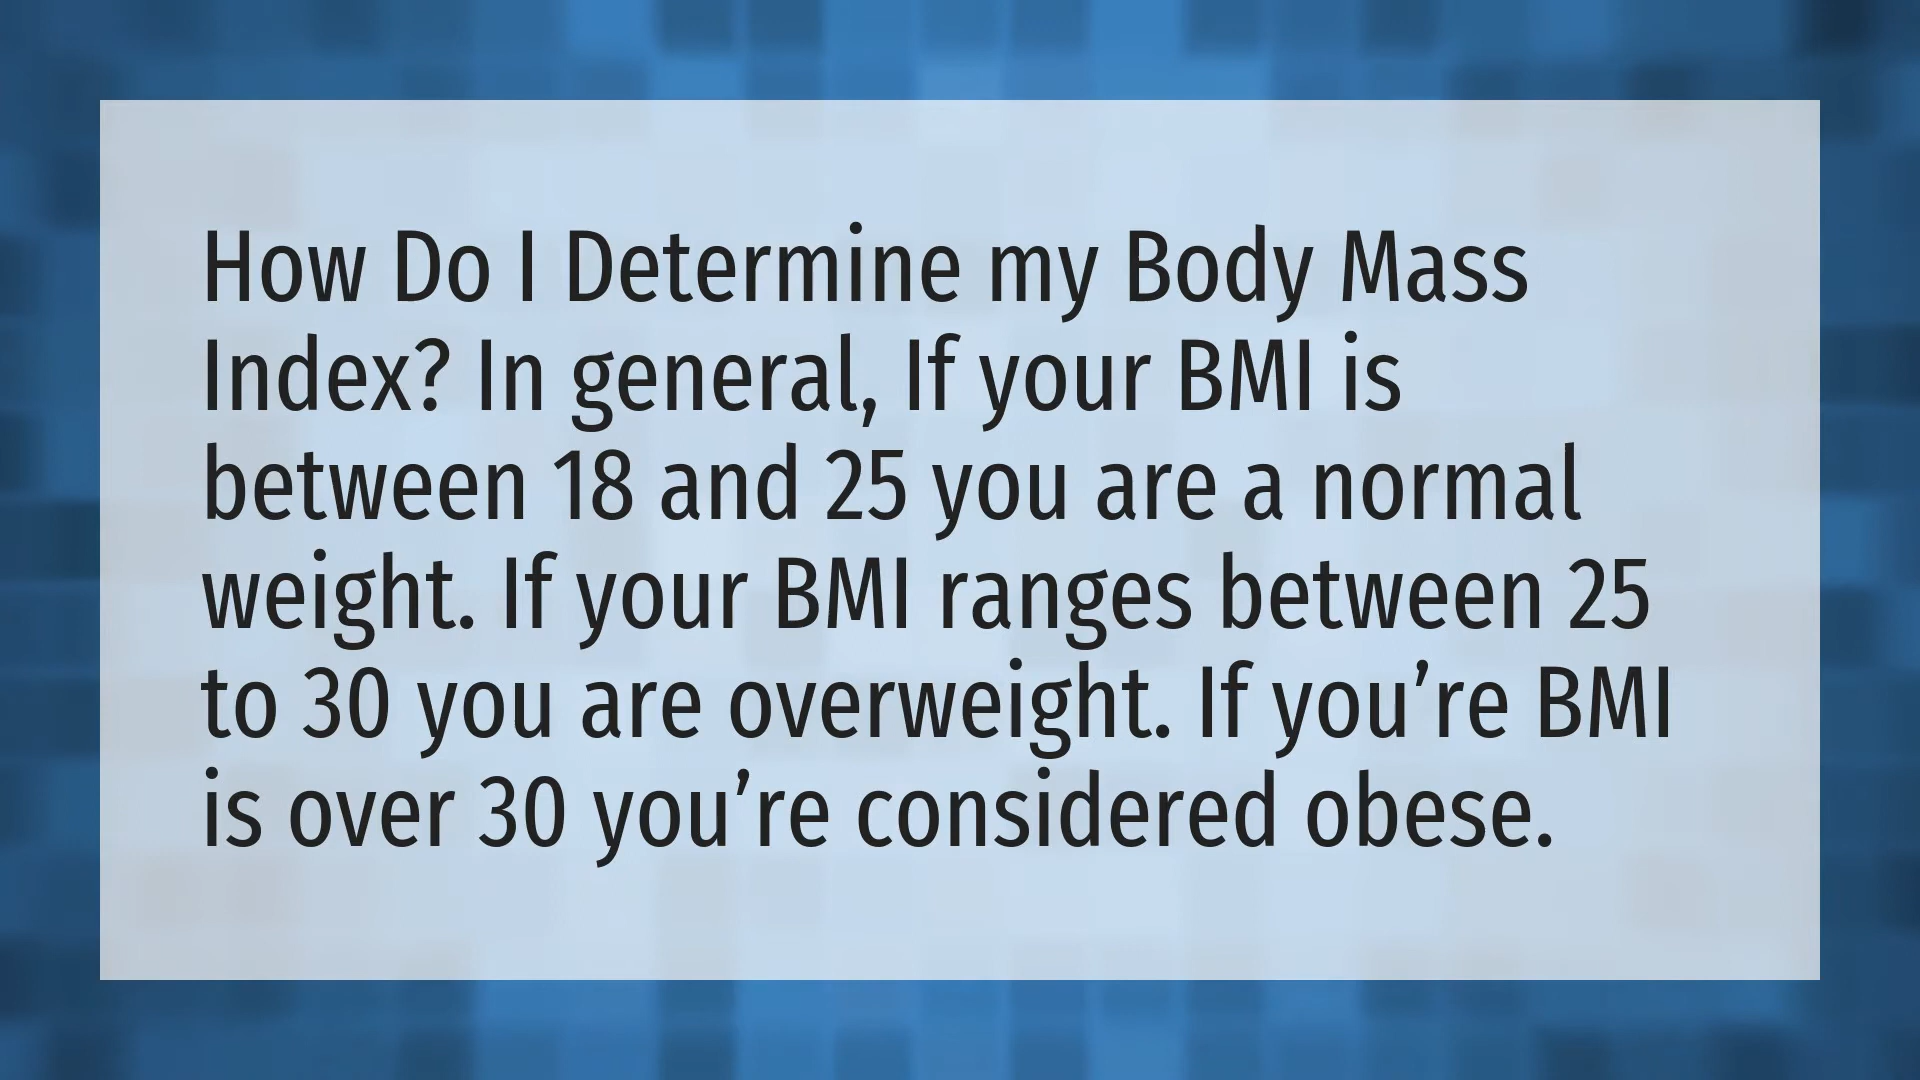 How Do I Determine my Body Mass
Index? In general, If your BMI is
between 18 and 25 you are a normal
weight. If your BMI ranges between 25
to 30 you are overweight. If you’re BMI
is over 30 you’re considered obese.